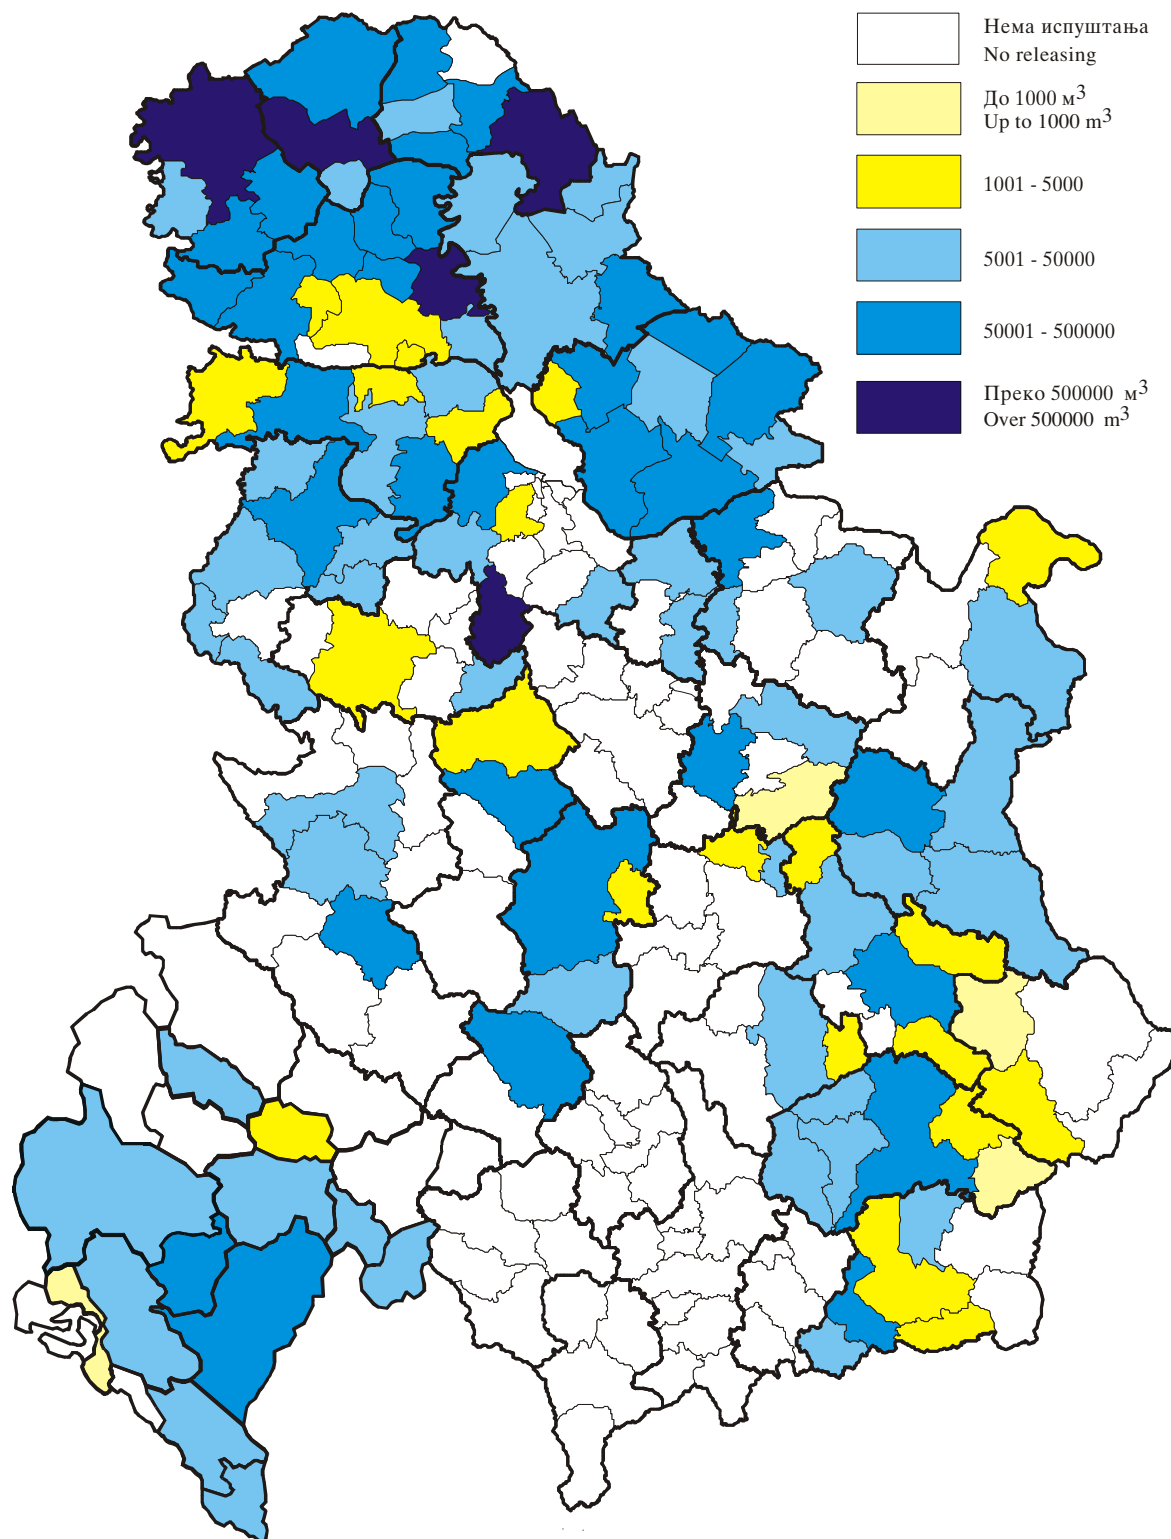 Нема испуштања
No releasing
До 1000 м³
Up to 1000 m³
1001 - 5000
5001 - 50000
50001 - 500000
Преко 500000 м³
Over 500000 m³